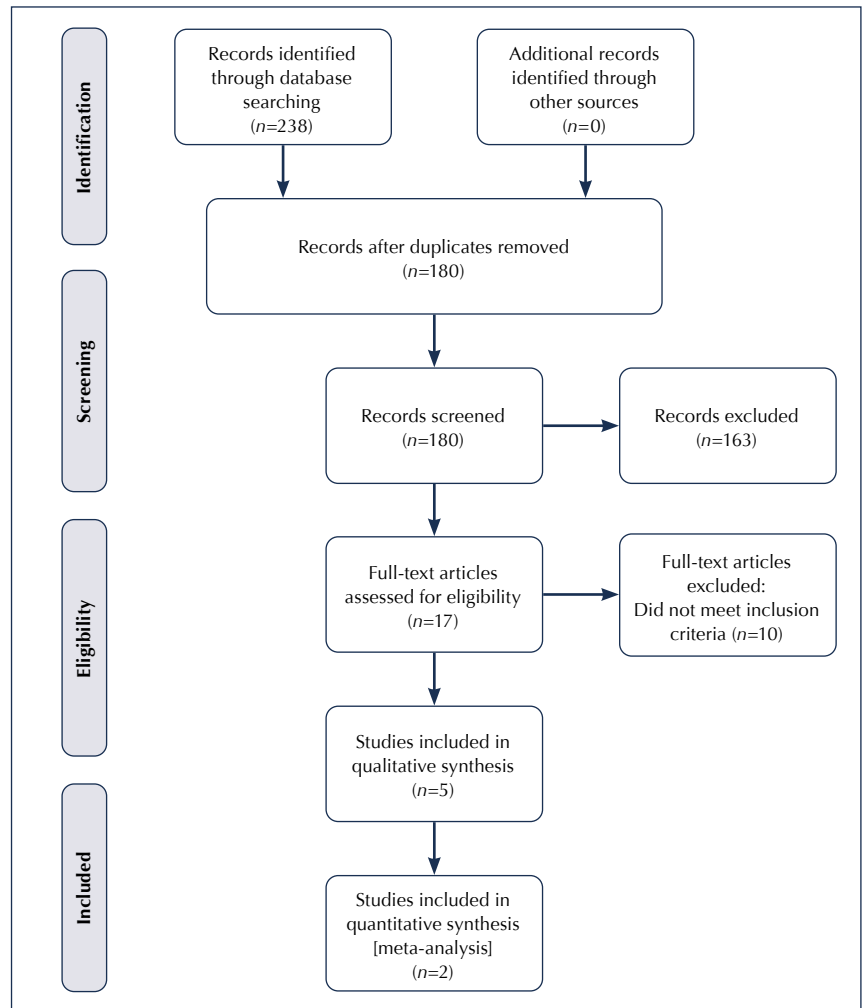 Identification
Records identified
through database
searching
(n=238)
Additional records
identified through
other sources
(n=0)
Records after duplicates removed
(n=180)
Screening
Records screened
(n=180)
Records excluded
(n=163)
Eligibility
Full-text articles
assessed for eligibility
(n=17)
Full-text articles
excluded:
Did not meet inclusion
criteria (n=10)
Studies included in
qualitative synthesis
(n=5)
Included
Studies included in
quantitative synthesis
[meta-analysis]
(n=2)